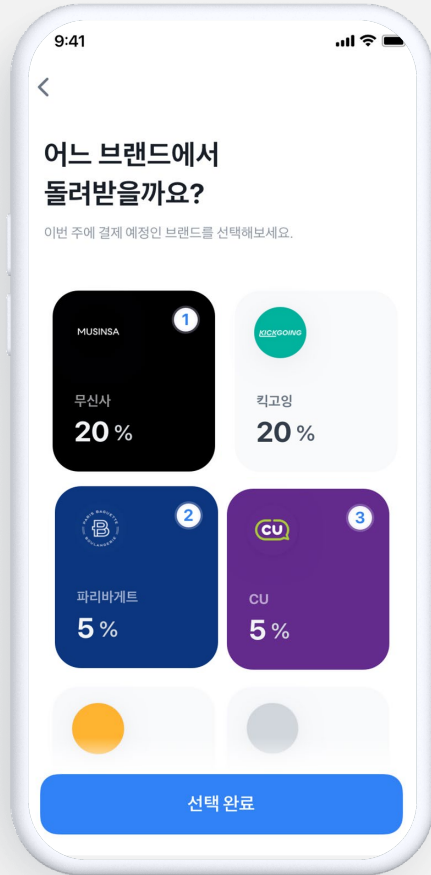 9:41
어느 브랜드에서
돌려받을까요?
이번 주에 결제 예정인 브랜드를 선택해보세요.
MUSINSA
1
KICKGOING
무신사
20 %
킥고잉
20 %
PARIS BAGUETTE
B
BOULANGERIE
2
CU
3
파리바게트
5 %
CU
5 %
선택 완료